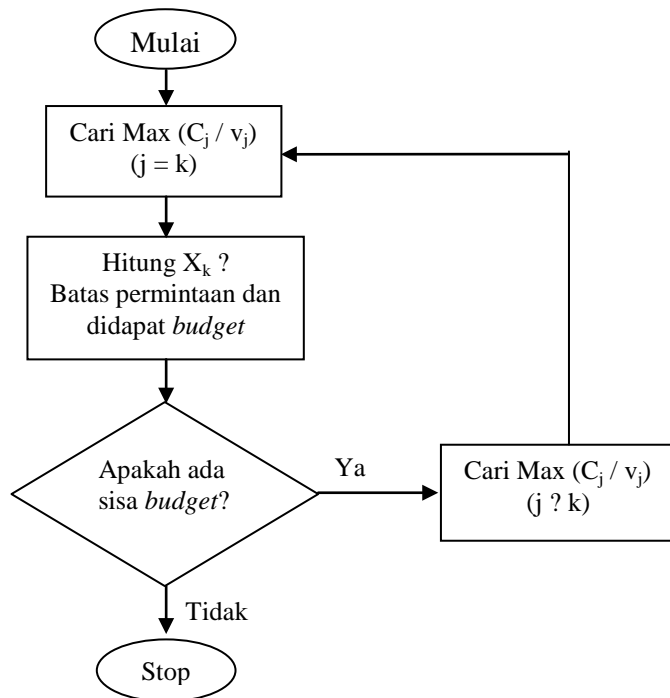 Mulai
Cari Max (Cj / vj)
(j = k)
Hitung Xk ?
Batas permintaan dan
didapat budget
Apakah ada
sisa budget?
Ya
Cari Max (Cj / vj)
(j ? k)
Tidak
Stop